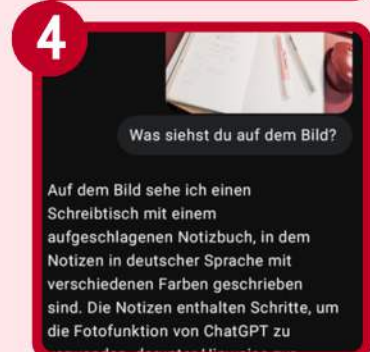 4
Was siehst du auf dem Bild?
Auf dem Bild sehe ich einen
Schreibtisch mit einem
aufgeschlagenen Notizbuch, in dem
Notizen in deutscher Sprache mit
verschiedenen Farben geschrieben
sind. Die Notizen enthalten Schritte, um
die Fotofunktion von ChatGPT zu